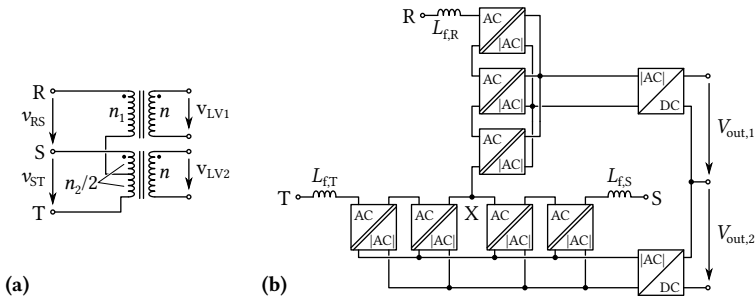 R
S
T
v_RS
v_ST
n_1
n
v_LV1
n_2/2
n
v_LV2
(a)
R
L_f,R
AC
|AC|
AC
|AC|
AC
|AC|
|AC|
DC
V_out,1
T
L_f,T
X
L_f,S
S
AC
|AC|
AC
|AC|
AC
|AC|
AC
|AC|
|AC|
DC
V_out,2
(b)